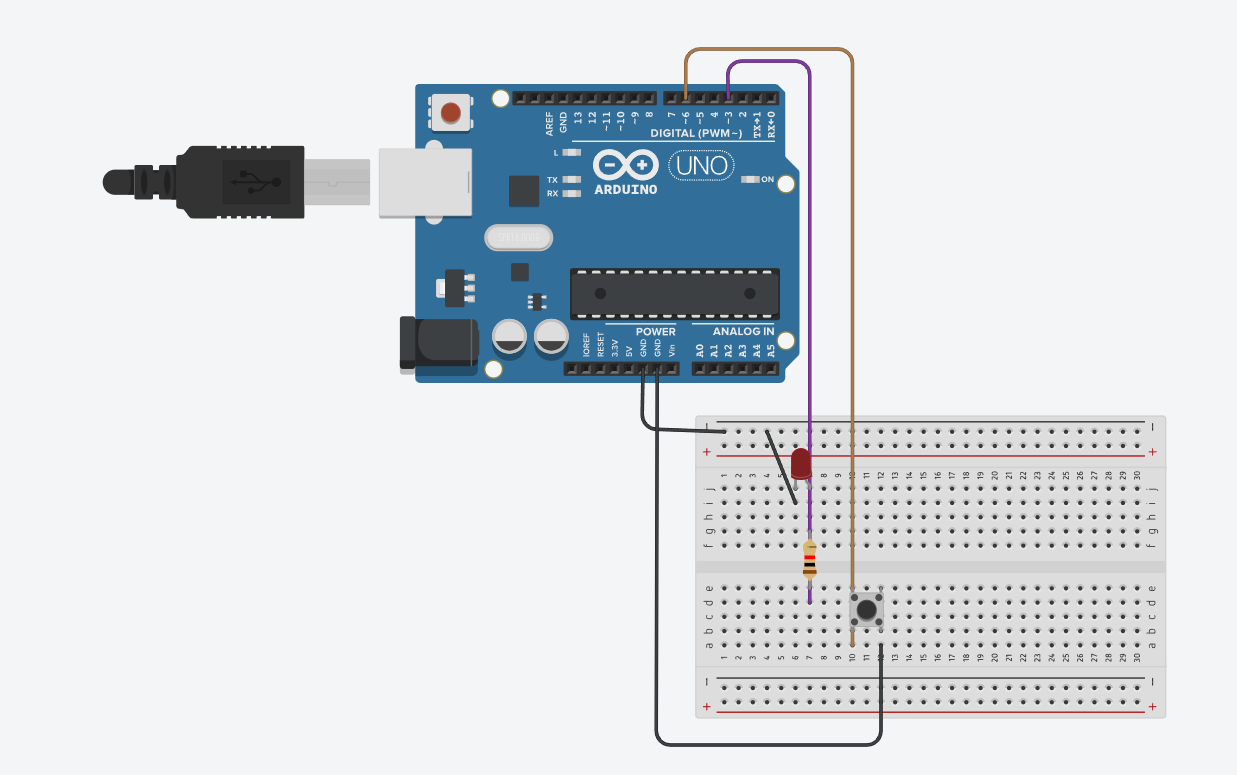 AREF
GND
13
12
~11
~10
~9
8
7
~6
~5
4
~3
2
TX→1
RX←0
DIGITAL (PWM~)
L
TX
RX
ARDUINO
UNO
ON
POWER
ANALOG IN
IOREF
RESET
3.3V
5V
GND
GND
Vin
A0
A1
A2
A3
A4
A5
− −
+ +
1 2 3 4 5 6 7 8 9 10 11 12 13 14 15 16 17 18 19 20 21 22 23 24 25 26 27 28 29 30
j j
i i
h h
g g
f f
e e
d d
c c
b b
a a
1 2 3 4 5 6 7 8 9 10 11 12 13 14 15 16 17 18 19 20 21 22 23 24 25 26 27 28 29 30
− −
+ +